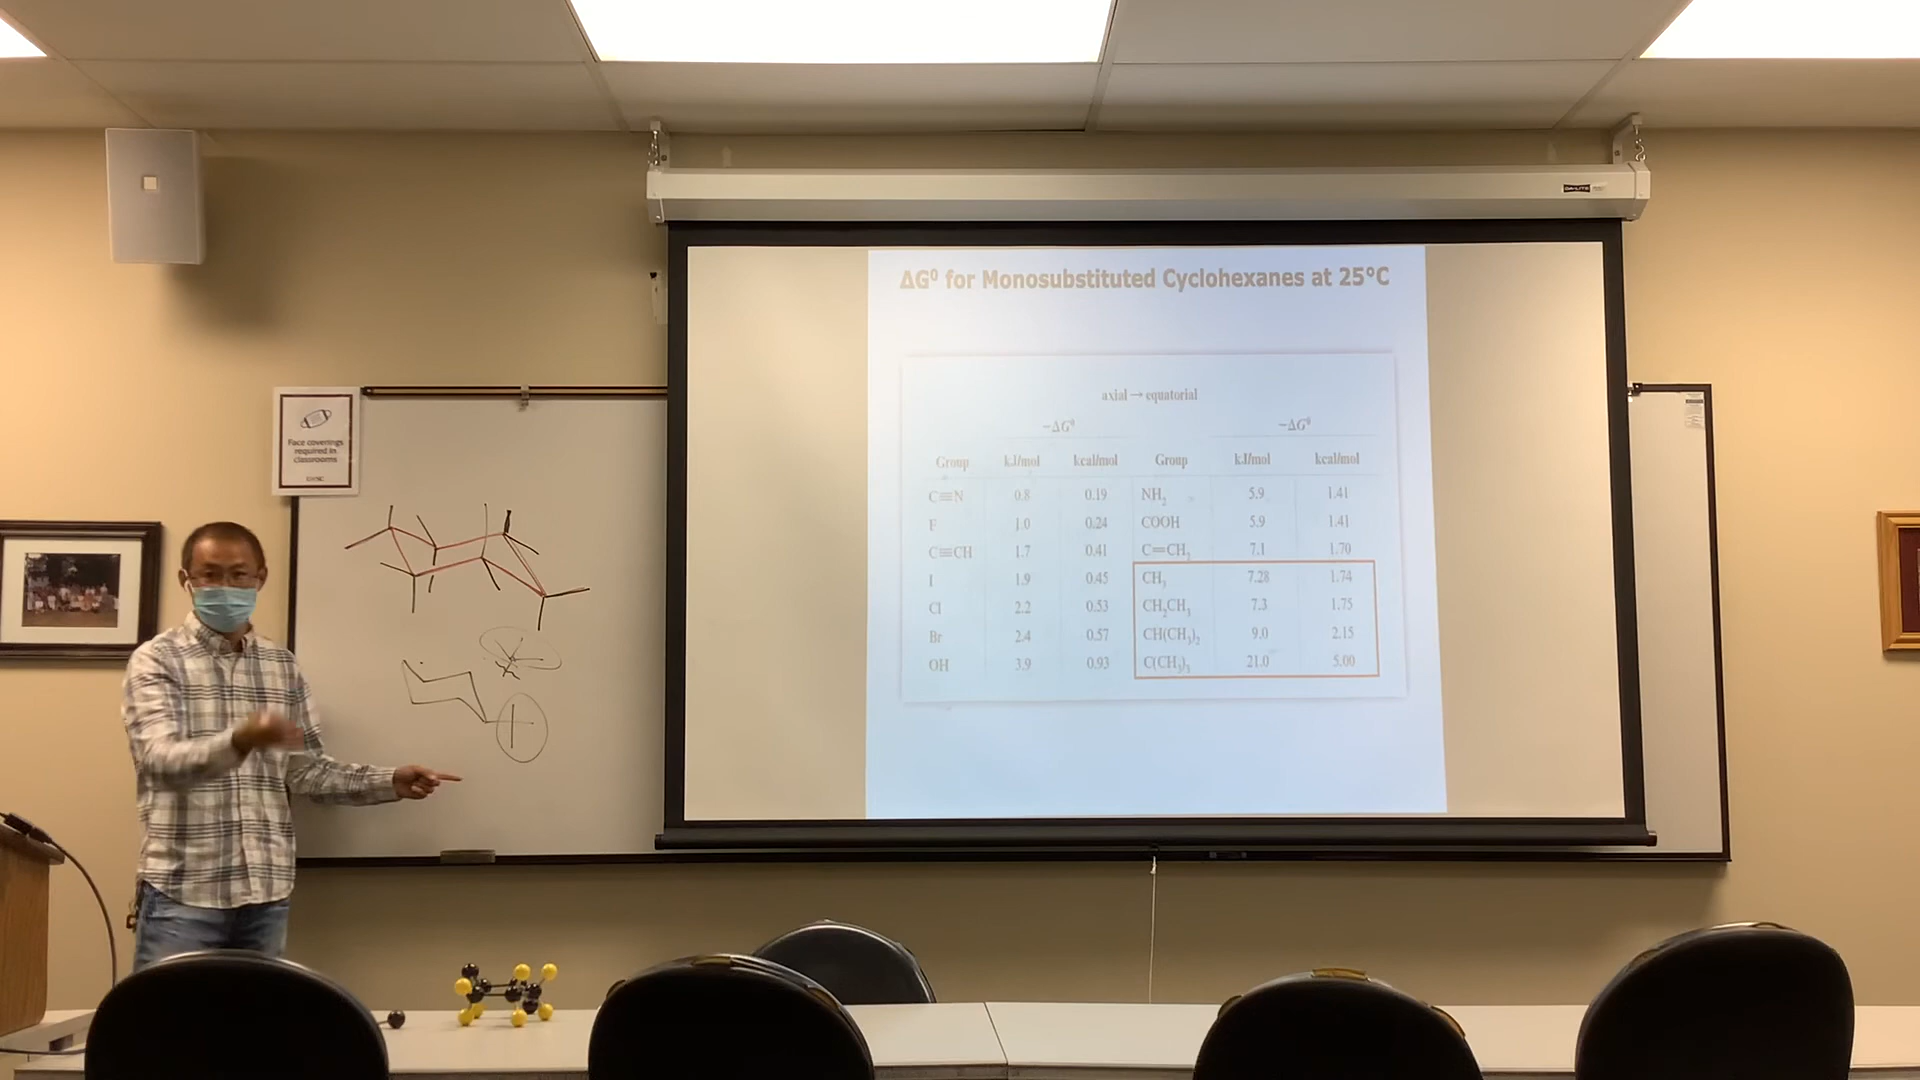 ΔG⁰ for Monosubstituted Cyclohexanes at 25°C
axial → equatorial
−ΔG⁰ −ΔG⁰
Group kJ/mol kcal/mol Group kJ/mol kcal/mol
C≡N 0.8 0.19 NH₂ 5.9 1.41
F 1.0 0.24 COOH 5.9 1.41
C≡CH 1.7 0.41 C=CH₂ 7.1 1.70
I 1.9 0.45 CH₃ 7.28 1.74
Cl 2.2 0.53 CH₂CH₃ 7.3 1.75
Br 2.4 0.57 CH(CH₃)₂ 9.0 2.15
OH 3.9 0.93 C(CH₃)₃ 21.0 5.00
Face coverings
required in
classrooms
DA-LITE